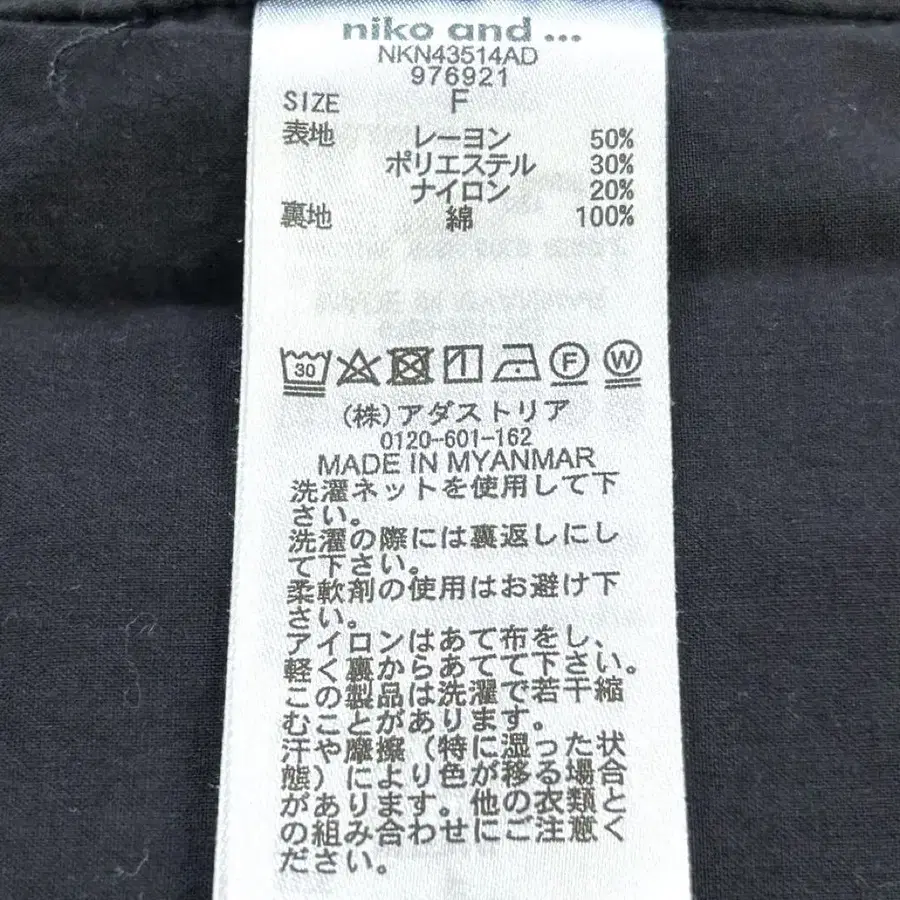 niko and ...
NKN43514AD
976921
SIZE F
表地 レーヨン 50%
ポリエステル 30%
ナイロン 20%
裏地 綿 100%
30 F W
(株)アダストリア
0120-601-162
MADE IN MYANMAR
洗濯ネットを使用して下
さい。
洗濯の際には裏返しにし
て下さい。
柔軟剤の使用はお避け下
さい。
アイロンはあて布をし、
軽く裏からあてて下さい。
この製品は洗濯で若干縮
むことがあります。
汗や摩擦(特に湿った状
態)により色が移る場合
があります。他の衣類と
の組み合わせにご注意く
ださい。